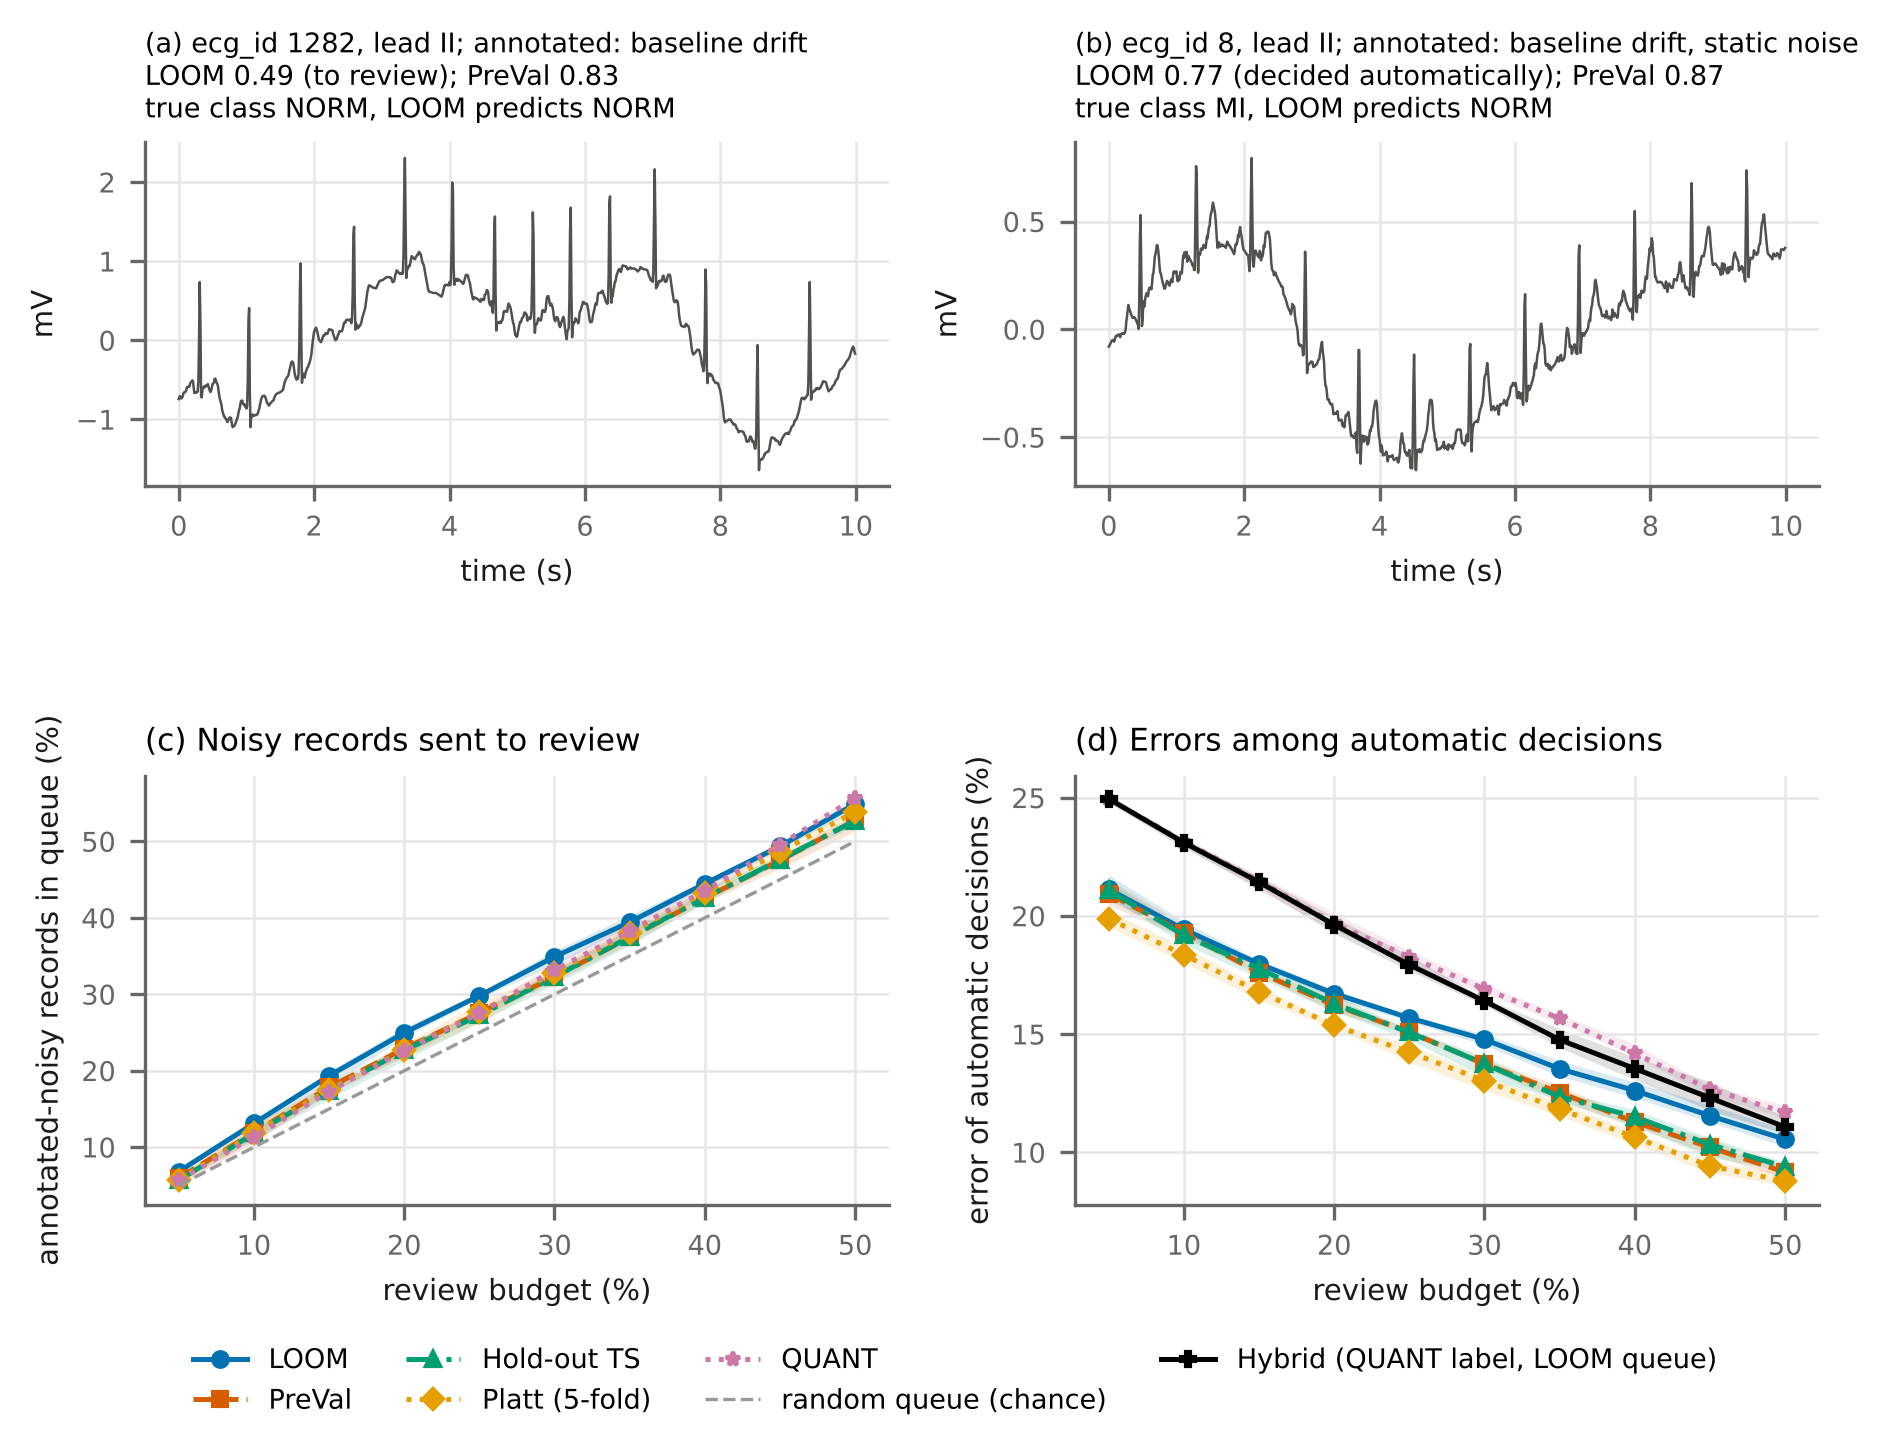 (a) ecg_id 1282, lead II; annotated: baseline drift
LOOM 0.49 (to review); PreVal 0.83
true class NORM, LOOM predicts NORM
2
1
0
−1
mV
0 2 4 6 8 10
time (s)
(b) ecg_id 8, lead II; annotated: baseline drift, static noise
LOOM 0.77 (decided automatically); PreVal 0.87
true class MI, LOOM predicts NORM
0.5
0.0
−0.5
mV
0 2 4 6 8 10
time (s)
(c) Noisy records sent to review
annotated-noisy records in queue (%)
50
40
30
20
10
10 20 30 40 50
review budget (%)
(d) Errors among automatic decisions
error of automatic decisions (%)
25
20
15
10
10 20 30 40 50
review budget (%)
LOOM
PreVal
Hold-out TS
Platt (5-fold)
QUANT
random queue (chance)
Hybrid (QUANT label, LOOM queue)